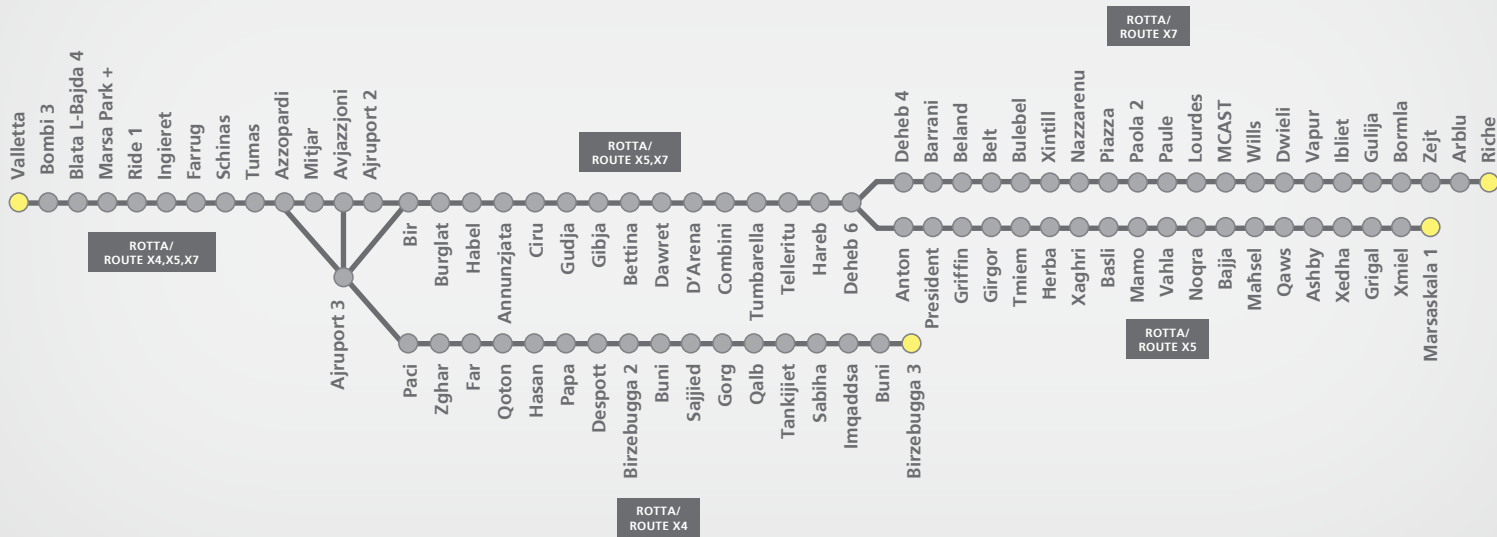 ROTTA/
ROUTE X7
Valletta
Bombi 3
Blata L-Bajda 4
Marsa Park +
Ride 1
Ingieret
Farrug
Schinas
Tumas
Azzopardi
Mitjar
Avjazzjoni
Ajruport 2
ROTTA/
ROUTE X5,X7
Deheb 4
Barrani
Beland
Belt
Bulebel
Xintill
Nazzarenu
Piazza
Paola 2
Paule
Lourdes
MCAST
Wills
Dwieli
Vapur
Ibliet
Gulija
Bormla
Zejt
Arblu
Riche
ROTTA/
ROUTE X4,X5,X7
Bir
Burglat
Habel
Annunzjata
Ciru
Gudja
Gibja
Bettina
Dawret
D'Arena
Combini
Tumbarella
Telleritu
Hareb
Deheb 6
Anton
President
Griffin
Girgor
Tmiem
Herba
Xaghri
Basli
Mamo
Vahla
Noqra
Bajja
Maħsel
Qaws
Ashby
Xedha
Grigal
Xmiel
Marsaskala 1
Ajruport 3
ROTTA/
ROUTE X5
Paci
Zghar
Far
Qoton
Hasan
Papa
Despott
Birzebugga 2
Buni
Sajjied
Gorg
Qalb
Tankijiet
Sabiha
Imqaddsa
Buni
Birzebugga 3
ROTTA/
ROUTE X4